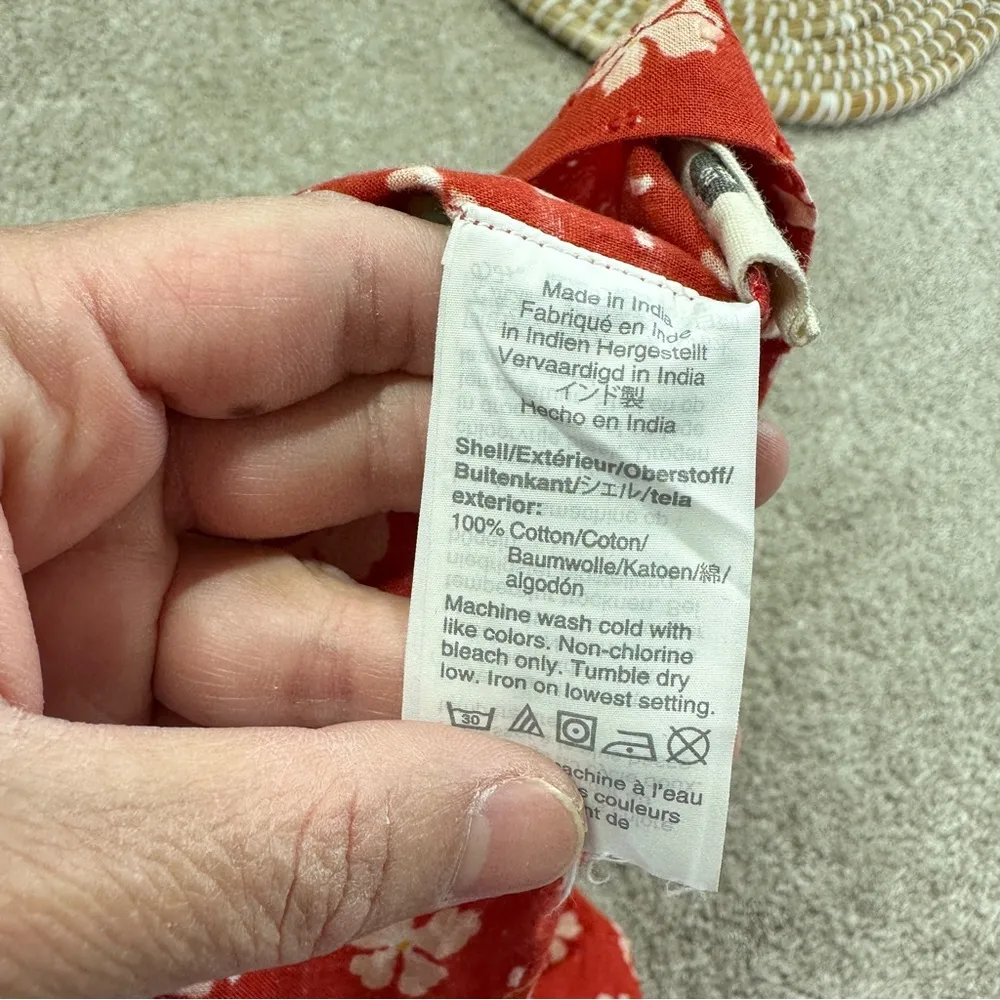 Made in India
Fabriqué en Inde
in Indien Hergestellt
Vervaardigd in India
インド製
Hecho en India
Shell/Extérieur/Oberstoff/
Buitenkant/シェル/tela
exterior:
100% Cotton/Coton/
Baumwolle/Katoen/綿/
algodón
Machine wash cold with
like colors. Non-chlorine
bleach only. Tumble dry
low. Iron on lowest setting.
30
à l'eau
couleurs
de